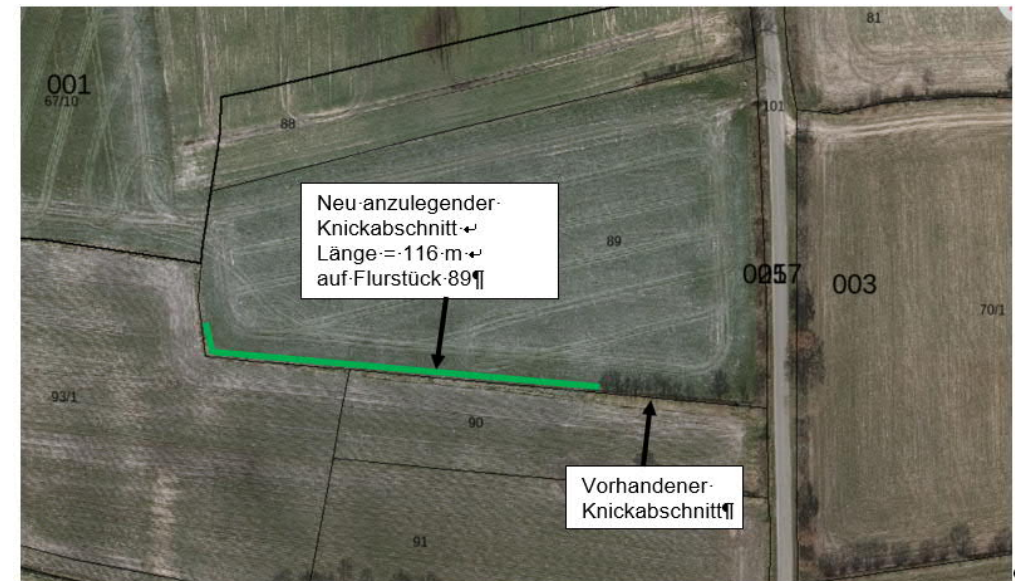 81
001
67/10
101
88
Neu·anzulegender·
Knickabschnitt·↵
Länge·=·116·m·↵
auf·Flurstück·89¶
89
003
70/1
93/1
90
Vorhandener·
Knickabschnitt¶
91